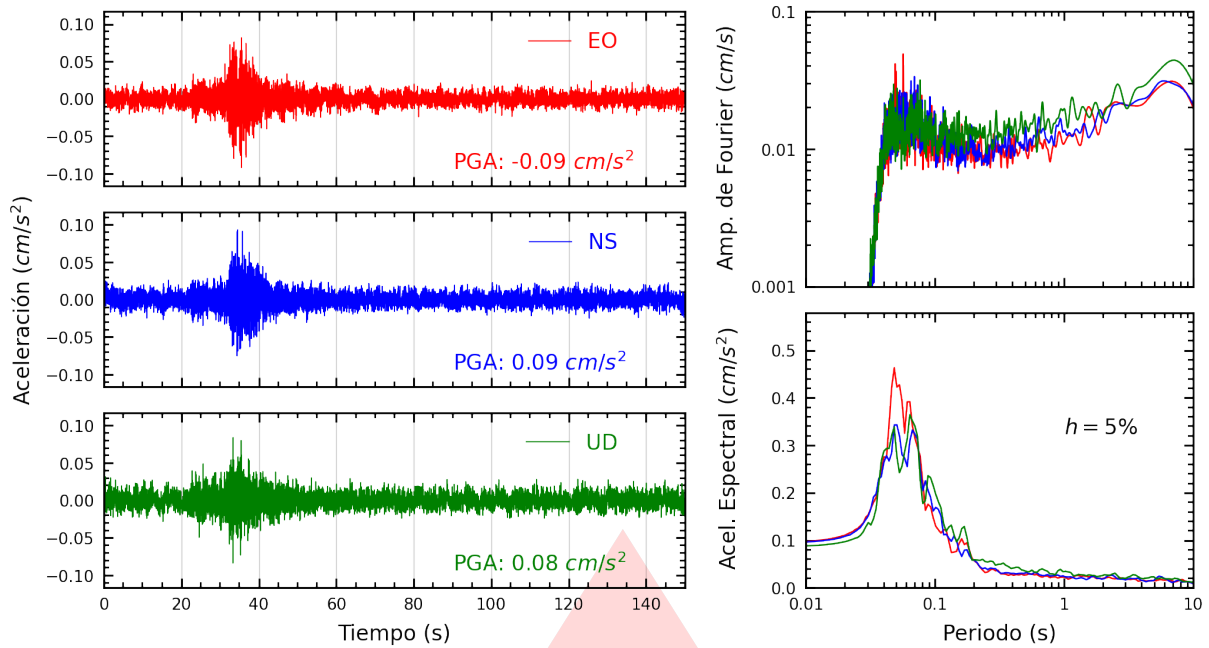 Aceleración (cm/s²)
0.10
0.05
0.00
−0.05
−0.10
EO
PGA: -0.09 cm/s²
0.10
0.05
0.00
−0.05
−0.10
NS
PGA: 0.09 cm/s²
0.10
0.05
0.00
−0.05
−0.10
UD
PGA: 0.08 cm/s²
0 20 40 60 80 100 120 140
Tiempo (s)
Amp. de Fourier (cm/s)
0.1
0.01
0.001
Acel. Espectral (cm/s²)
0.5
0.4
0.3
0.2
0.1
0.0
h = 5%
0.01 0.1 1 10
Periodo (s)